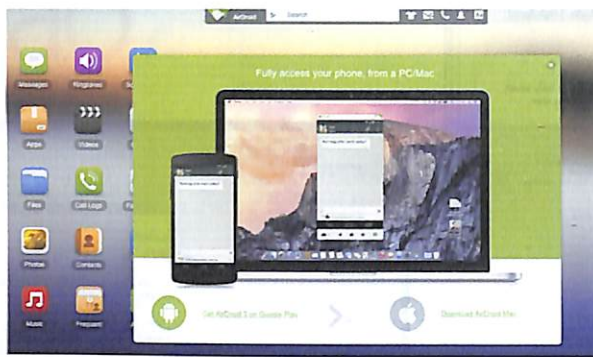 AirDroid Search
Fully access your phone, from a PC/Mac
Messages Ringtones
Apps Videos
Files Call Logs
Photos Contacts
Music Frequent
Get AirDroid 3 on Google Play Download AirDroid Mac